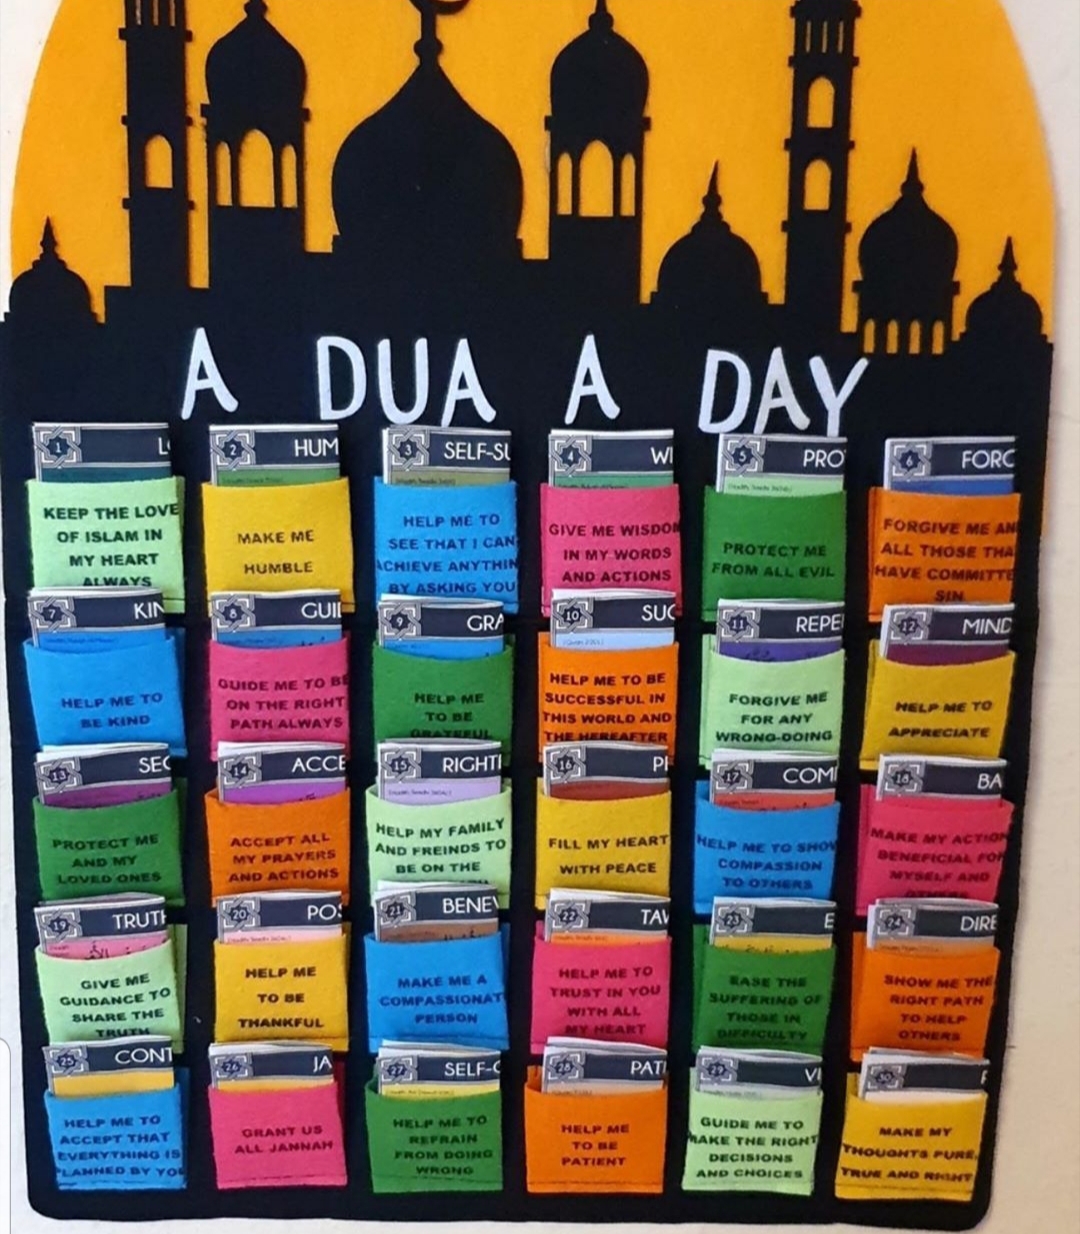 A DUA A DAY
1 L
2 HUM
3 SELF-SU
4 WI
5 PRO
6 FORG
KEEP THE LOVE
OF ISLAM IN
MY HEART
ALWAYS
MAKE ME
HUMBLE
HELP ME TO
SEE THAT I CAN
ACHIEVE ANYTHIN
BY ASKING YOU
GIVE ME WISDOM
IN MY WORDS
AND ACTIONS
PROTECT ME
FROM ALL EVIL
FORGIVE ME AN
ALL THOSE THA
HAVE COMMITTE
SIN
7 KIN
8 GUI
9 GRA
10 SUC
11 REPE
12 MIND
HELP ME TO
BE KIND
GUIDE ME TO BE
ON THE RIGHT
PATH ALWAYS
HELP ME
TO BE
GRATEFUL
HELP ME TO BE
SUCCESSFUL IN
THIS WORLD AND
THE HEREAFTER
FORGIVE ME
FOR ANY
WRONG-DOING
HELP ME TO
APPRECIATE
13 SEC
14 ACCE
15 RIGHT
16 P
17 COM
18 BA
PROTECT ME
AND MY
LOVED ONES
ACCEPT ALL
MY PRAYERS
AND ACTIONS
HELP MY FAMILY
AND FREINDS TO
BE ON THE
FILL MY HEART
WITH PEACE
HELP ME TO SHOW
COMPASSION
TO OTHERS
MAKE MY ACTION
BENEFICIAL FOR
MYSELF AND
OTHERS
19 TRUTH
20 POS
21 BENEV
22 TAW
23 E
24 DIRE
GIVE ME
GUIDANCE TO
SHARE THE
TRUTH
HELP ME
TO BE
THANKFUL
MAKE ME A
COMPASSIONAT
PERSON
HELP ME TO
TRUST IN YOU
WITH ALL
MY HEART
EASE THE
SUFFERING OF
THOSE IN
DIFFICULTY
SHOW ME THE
RIGHT PATH
TO HELP
OTHERS
25 CONT
26 JA
27 SELF-C
28 PATI
29 VI
30
HELP ME TO
ACCEPT THAT
EVERYTHING IS
PLANNED BY YOU
GRANT US
ALL JANNAH
HELP ME TO
REFRAIN
FROM DOING
WRONG
HELP ME
TO BE
PATIENT
GUIDE ME TO
MAKE THE RIGHT
DECISIONS
AND CHOICES
MAKE MY
THOUGHTS PURE,
TRUE AND RIGHT